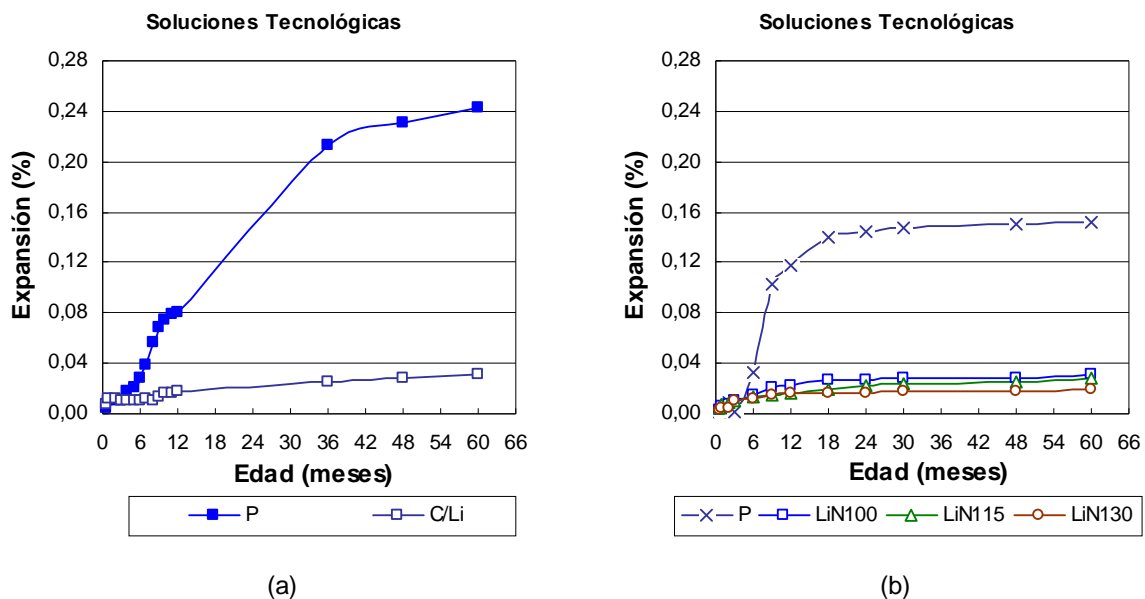 Soluciones Tecnológicas
0,28
0,24
0,20
0,16
0,12
0,08
0,04
0,00
Expansión (%)
0 6 12 18 24 30 36 42 48 54 60 66
Edad (meses)
P C/Li
(a)
Soluciones Tecnológicas
0,28
0,24
0,20
0,16
0,12
0,08
0,04
0,00
Expansión (%)
0 6 12 18 24 30 36 42 48 54 60 66
Edad (meses)
P LiN100 LiN115 LiN130
(b)